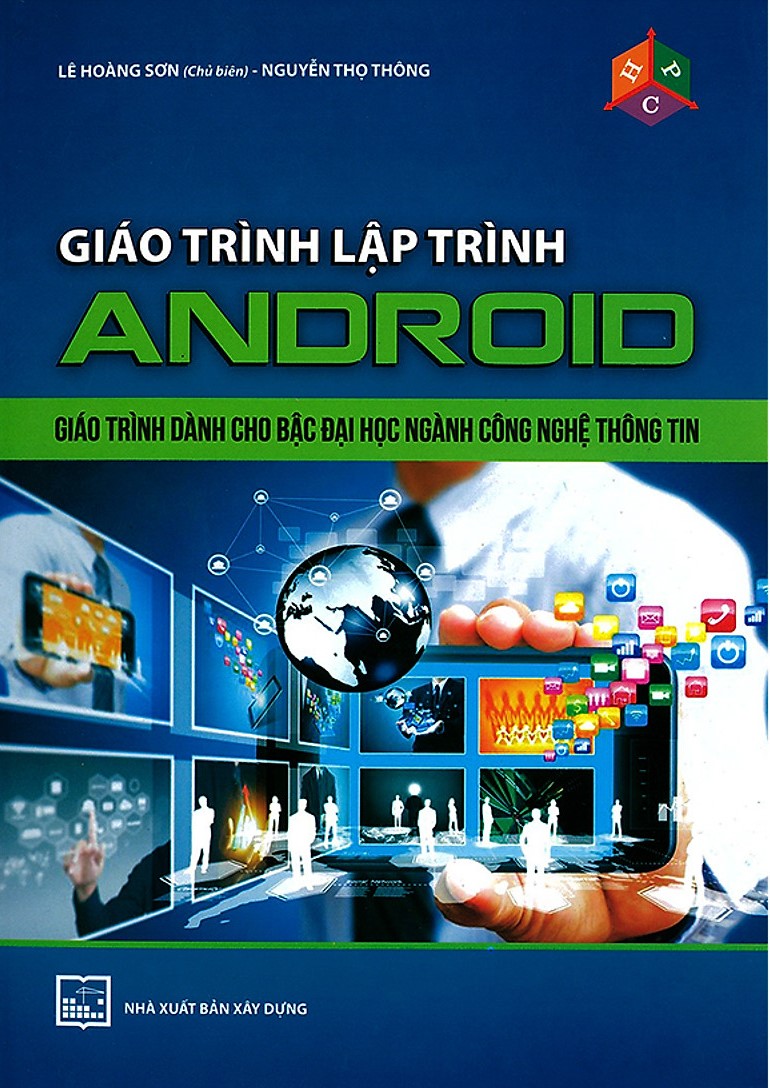 LÊ HOÀNG SƠN (Chủ biên) - NGUYỄN THỌ THÔNG
H P
C
GIÁO TRÌNH LẬP TRÌNH
ANDROID
GIÁO TRÌNH DÀNH CHO BẬC ĐẠI HỌC NGÀNH CÔNG NGHỆ THÔNG TIN
NHÀ XUẤT BẢN XÂY DỰNG